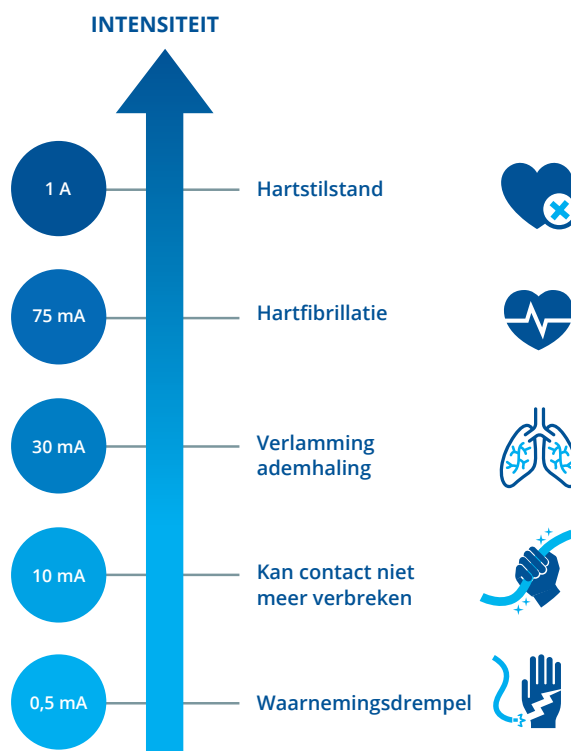 INTENSITEIT
1 A
Hartstilstand
75 mA
Hartfibrillatie
30 mA
Verlamming
ademhaling
10 mA
Kan contact niet
meer verbreken
0,5 mA
Waarnemingsdrempel